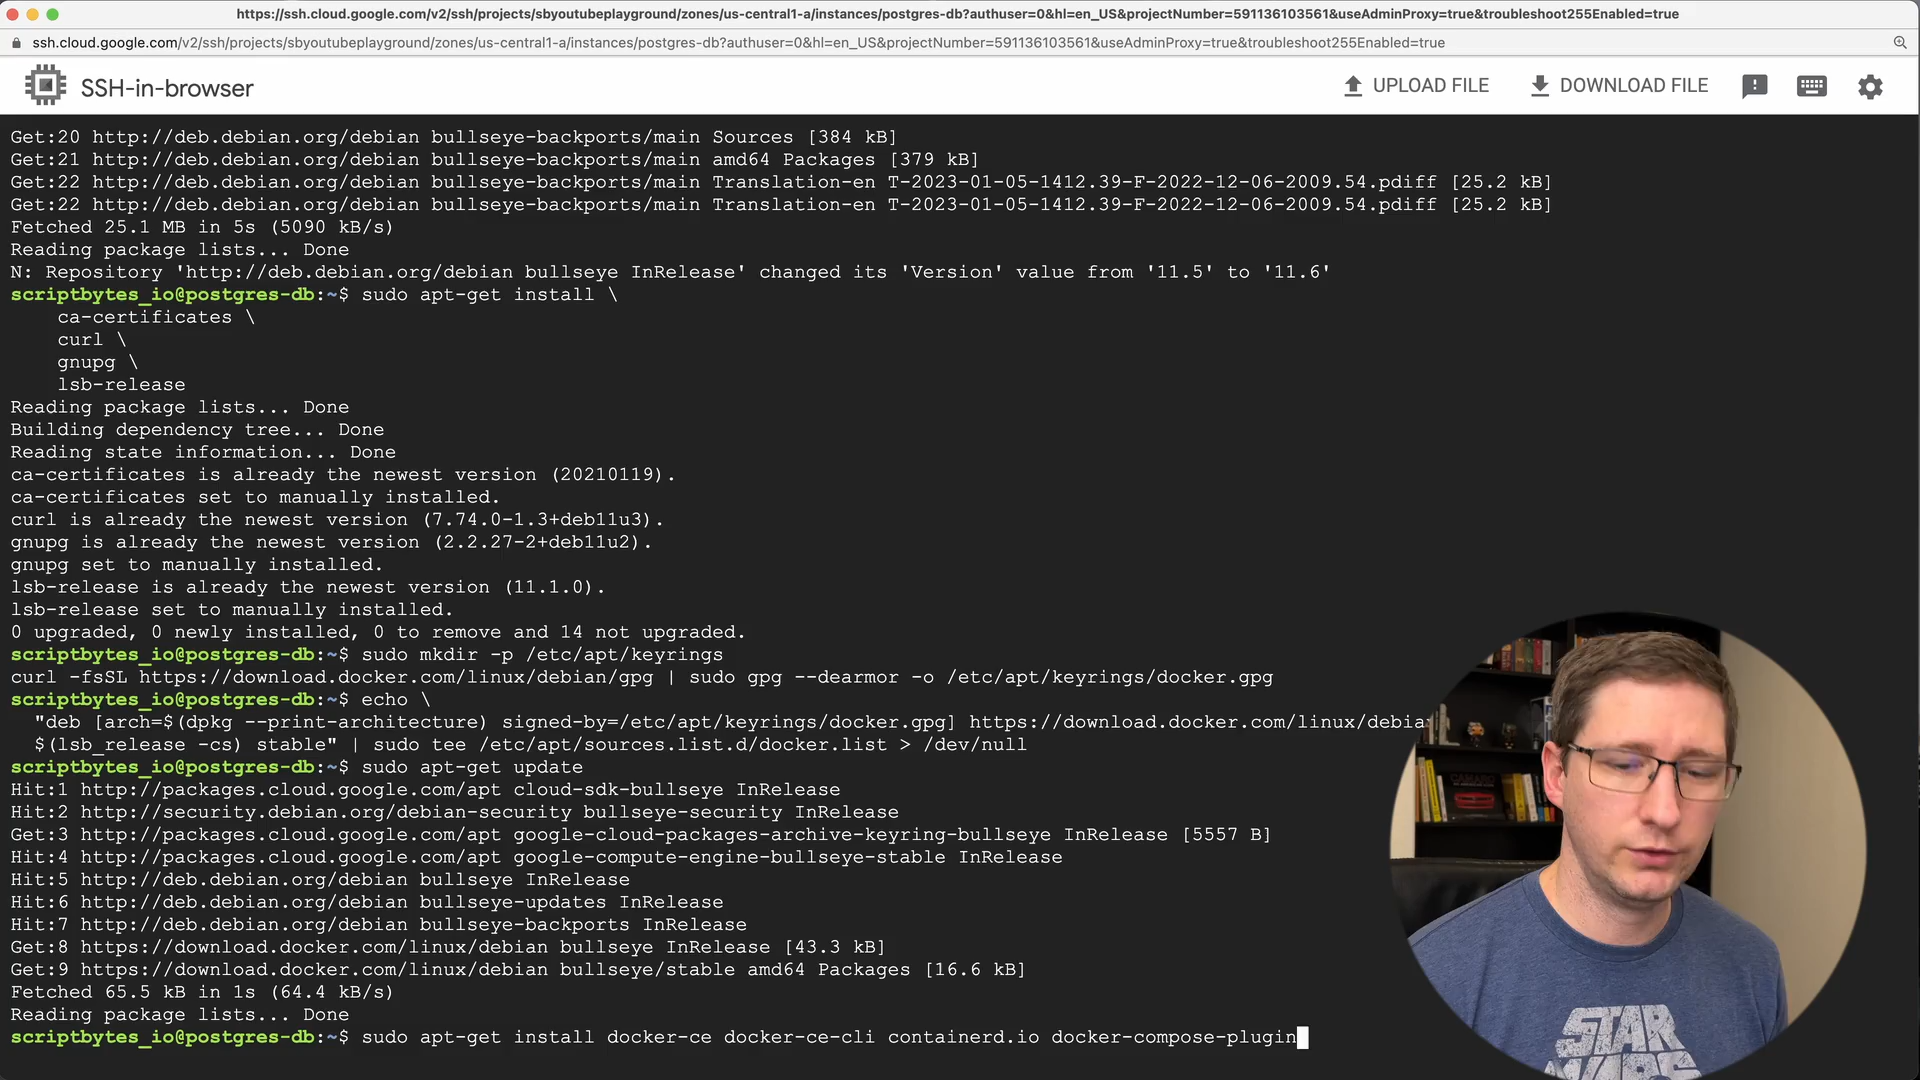 https://ssh.cloud.google.com/v2/ssh/projects/sbyoutubeplayground/zones/us-central1-a/instances/postgres-db?authuser=0&hl=en_US&projectNumber=591136103561&useAdminProxy=true&troubleshoot255Enabled=true
ssh.cloud.google.com/v2/ssh/projects/sbyoutubeplayground/zones/us-central1-a/instances/postgres-db?authuser=0&hl=en_US&projectNumber=591136103561&useAdminProxy=true&troubleshoot255Enabled=true
SSH-in-browser
UPLOAD FILE
DOWNLOAD FILE
Get:20 http://deb.debian.org/debian bullseye-backports/main Sources [384 kB]
Get:21 http://deb.debian.org/debian bullseye-backports/main amd64 Packages [379 kB]
Get:22 http://deb.debian.org/debian bullseye-backports/main Translation-en T-2023-01-05-1412.39-F-2022-12-06-2009.54.pdiff [25.2 kB]
Get:22 http://deb.debian.org/debian bullseye-backports/main Translation-en T-2023-01-05-1412.39-F-2022-12-06-2009.54.pdiff [25.2 kB]
Fetched 25.1 MB in 5s (5090 kB/s)
Reading package lists... Done
N: Repository 'http://deb.debian.org/debian bullseye InRelease' changed its 'Version' value from '11.5' to '11.6'
scriptbytes_io@postgres-db:~$ sudo apt-get install \
    ca-certificates \
    curl \
    gnupg \
    lsb-release
Reading package lists... Done
Building dependency tree... Done
Reading state information... Done
ca-certificates is already the newest version (20210119).
ca-certificates set to manually installed.
curl is already the newest version (7.74.0-1.3+deb11u3).
gnupg is already the newest version (2.2.27-2+deb11u2).
gnupg set to manually installed.
lsb-release is already the newest version (11.1.0).
lsb-release set to manually installed.
0 upgraded, 0 newly installed, 0 to remove and 14 not upgraded.
scriptbytes_io@postgres-db:~$ sudo mkdir -p /etc/apt/keyrings
curl -fsSL https://download.docker.com/linux/debian/gpg | sudo gpg --dearmor -o /etc/apt/keyrings/docker.gpg
scriptbytes_io@postgres-db:~$ echo \
  "deb [arch=$(dpkg --print-architecture) signed-by=/etc/apt/keyrings/docker.gpg] https://download.docker.com/linux/debia
  $(lsb_release -cs) stable" | sudo tee /etc/apt/sources.list.d/docker.list > /dev/null
scriptbytes_io@postgres-db:~$ sudo apt-get update
Hit:1 http://packages.cloud.google.com/apt cloud-sdk-bullseye InRelease
Hit:2 http://security.debian.org/debian-security bullseye-security InRelease
Get:3 http://packages.cloud.google.com/apt google-cloud-packages-archive-keyring-bullseye InRelease [5557 B]
Hit:4 http://packages.cloud.google.com/apt google-compute-engine-bullseye-stable InRelease
Hit:5 http://deb.debian.org/debian bullseye InRelease
Hit:6 http://deb.debian.org/debian bullseye-updates InRelease
Hit:7 http://deb.debian.org/debian bullseye-backports InRelease
Get:8 https://download.docker.com/linux/debian bullseye InRelease [43.3 kB]
Get:9 https://download.docker.com/linux/debian bullseye/stable amd64 Packages [16.6 kB]
Fetched 65.5 kB in 1s (64.4 kB/s)
Reading package lists... Done
scriptbytes_io@postgres-db:~$ sudo apt-get install docker-ce docker-ce-cli containerd.io docker-compose-plugin
CAMARO
STAR
WARS